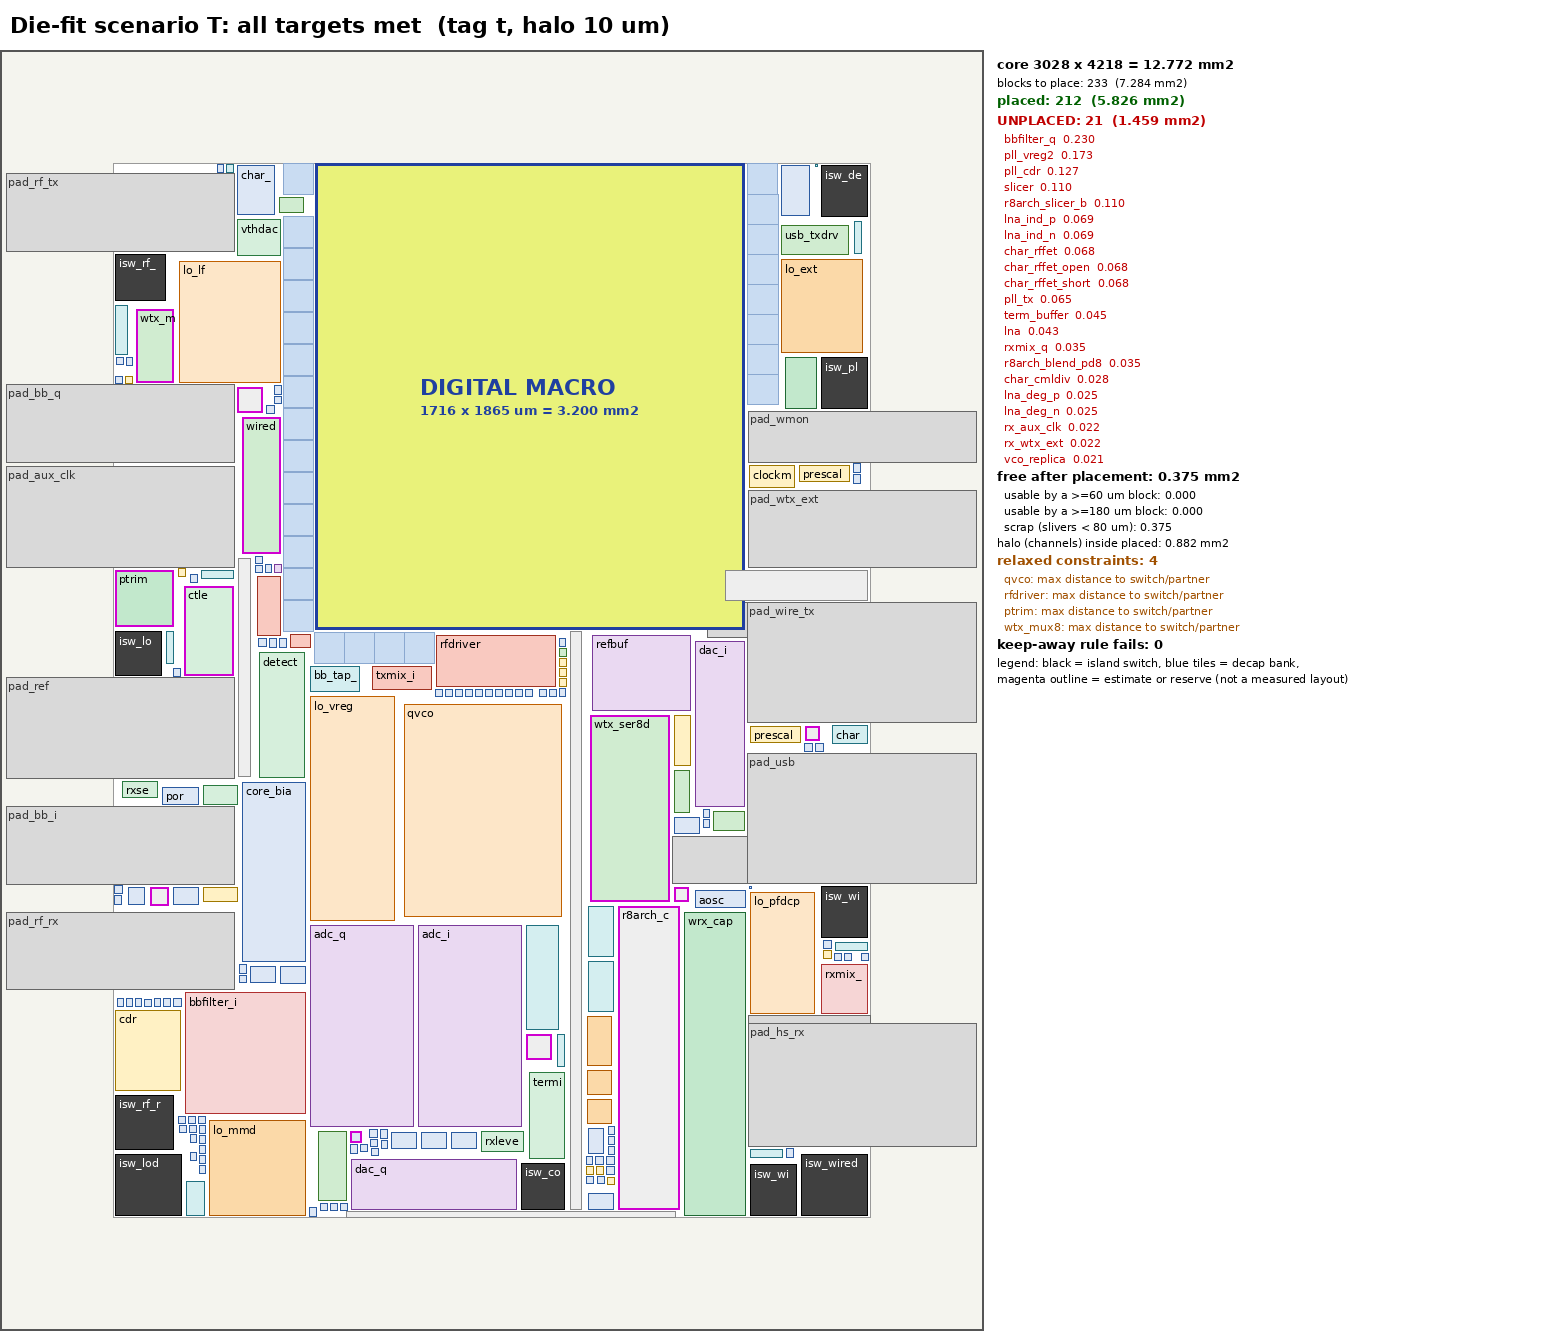 Die-fit scenario T: all targets met  (tag t, halo 10 um)
core 3028 x 4218 = 12.772 mm2
blocks to place: 233  (7.284 mm2)
placed: 212  (5.826 mm2)
UNPLACED: 21  (1.459 mm2)
bbfilter_q  0.230
pll_vreg2  0.173
pll_cdr  0.127
slicer  0.110
r8arch_slicer_b  0.110
lna_ind_p  0.069
lna_ind_n  0.069
char_rffet  0.068
char_rffet_open  0.068
char_rffet_short  0.068
pll_tx  0.065
term_buffer  0.045
lna  0.043
rxmix_q  0.035
r8arch_blend_pd8  0.035
char_cmldiv  0.028
lna_deg_p  0.025
lna_deg_n  0.025
rx_aux_clk  0.022
rx_wtx_ext  0.022
vco_replica  0.021
free after placement: 0.375 mm2
usable by a >=60 um block: 0.000
usable by a >=180 um block: 0.000
scrap (slivers < 80 um): 0.375
halo (channels) inside placed: 0.882 mm2
relaxed constraints: 4
qvco: max distance to switch/partner
rfdriver: max distance to switch/partner
ptrim: max distance to switch/partner
wtx_mux8: max distance to switch/partner
keep-away rule fails: 0
legend: black = island switch, blue tiles = decap bank,
magenta outline = estimate or reserve (not a measured layout)
pad_rf_tx
char_
isw_de
vthdac
usb_txdrv
isw_rf_
lo_lf
lo_ext
wtx_m
isw_pl
DIGITAL MACRO
1716 x 1865 um = 3.200 mm2
pad_bb_q
wired
pad_wmon
pad_aux_clk
clockm
prescal
pad_wtx_ext
ptrim
ctle
pad_wire_tx
isw_lo
rfdriver
refbuf
dac_i
detect
bb_tap_
txmix_i
pad_ref
lo_vreg
qvco
wtx_ser8d
prescal
char
pad_usb
rxse
por
core_bia
pad_bb_i
aosc
lo_pfdcp
isw_wi
pad_rf_rx
r8arch_c
wrx_cap
adc_q
adc_i
rxmix_
bbfilter_i
cdr
pad_hs_rx
termi
isw_rf_r
lo_mmd
rxleve
isw_lod
dac_q
isw_co
isw_wi
isw_wired